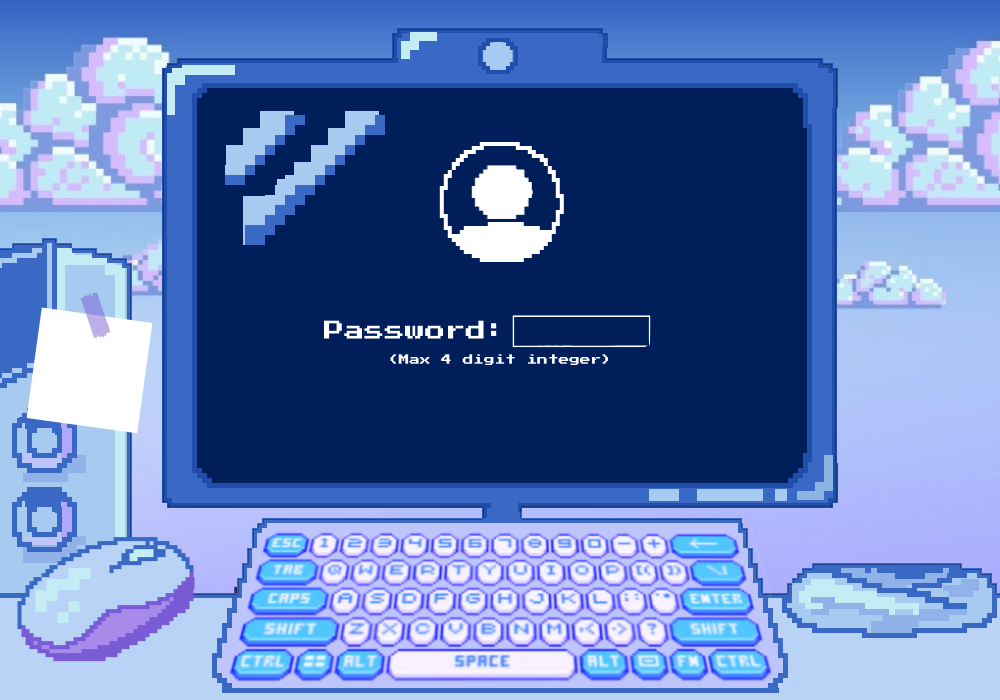 Password:
(Max 4 digit integer)
ESC 1 2 3 4 5 6 7 8 9 0 - + ←
TAB Q W E R T Y U I O P [{ }] \/
CAPS A S D F G H J K L :; "' ENTER
SHIFT Z X C V B N M < > ? SHIFT
CTRL ALT SPACE ALT FN CTRL